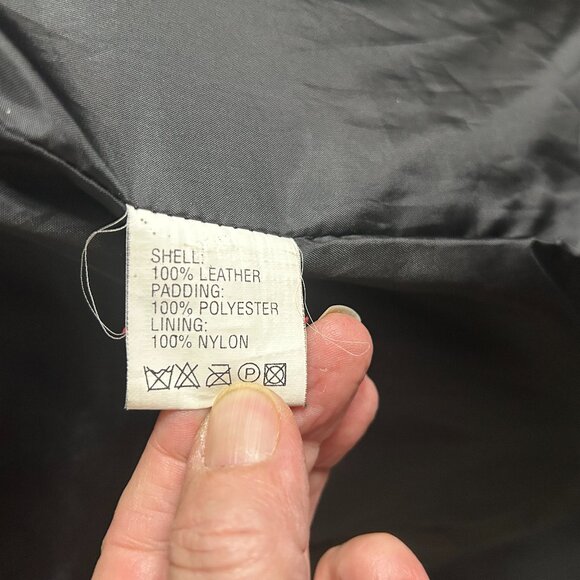 SHELL:
100% LEATHER
PADDING:
100% POLYESTER
LINING:
100% NYLON
P